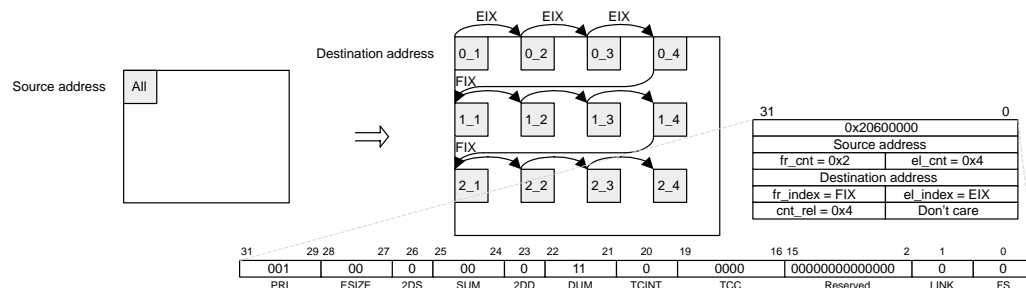 EIX EIX EIX
Destination address
0_1 0_2 0_3 0_4
Source address
All
FIX
1_1 1_2 1_3 1_4
FIX
2_1 2_2 2_3 2_4
31 0
0x20600000
Source address
fr_cnt = 0x2 el_cnt = 0x4
Destination address
fr_index = FIX el_index = EIX
cnt_rel = 0x4 Don't care
31 29 28 27 26 25 24 23 22 21 20 19 16 15 2 1 0
001 00 0 00 0 11 0 0000 00000000000000 0 0
PRI ESIZE 2DS SUM 2DD DUM TCINT TCC Reserved LINK FS